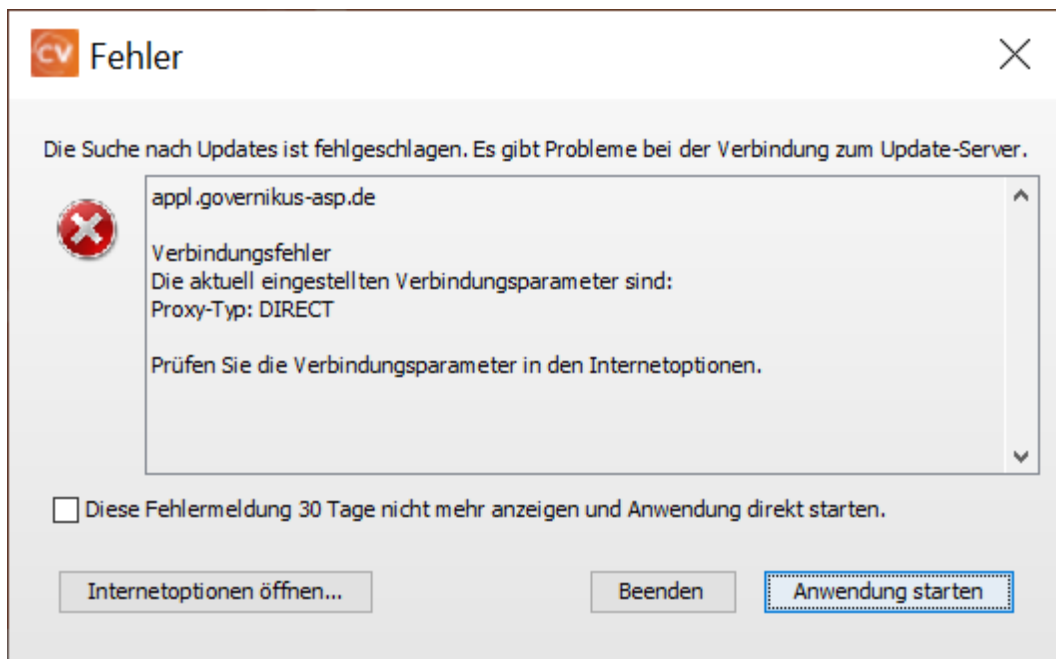 CV Fehler
Die Suche nach Updates ist fehlgeschlagen. Es gibt Probleme bei der Verbindung zum Update-Server.
appl.governikus-asp.de
Verbindungsfehler
Die aktuell eingestellten Verbindungsparameter sind:
Proxy-Typ: DIRECT
Prüfen Sie die Verbindungsparameter in den Internetoptionen.
Diese Fehlermeldung 30 Tage nicht mehr anzeigen und Anwendung direkt starten.
Internetoptionen öffnen... Beenden Anwendung starten